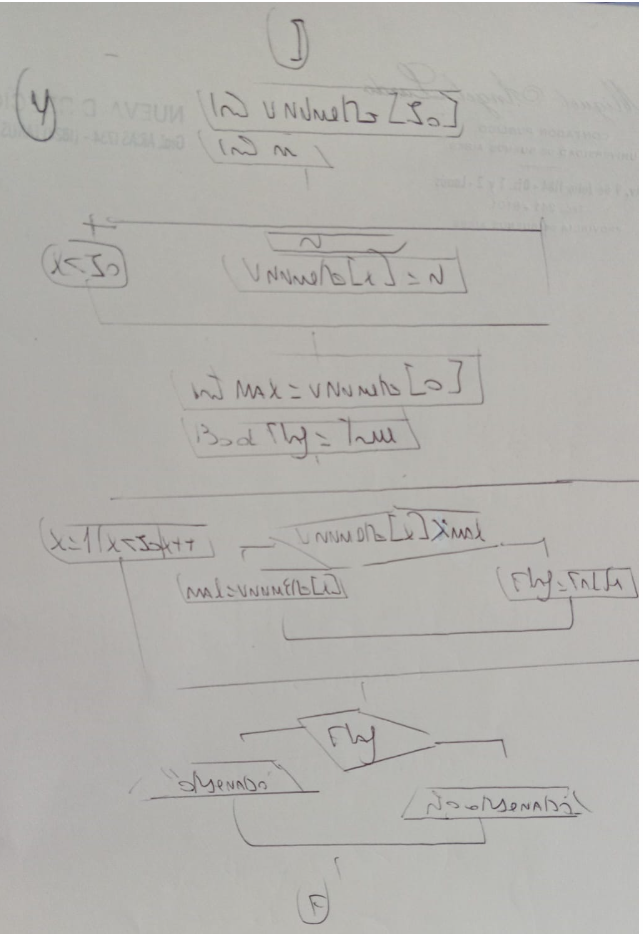 I
4
int vnumero [50]
int n
x<50
N
vnumero[x] = N
int MAX = vnumero [0]
Bool Flag = True
x=1 | x<50 | x++
vnumero[x] > max
max = vnumero[x]
Flag = False
Flag
"ordenado"
"No ordenado"
F
NUEVA